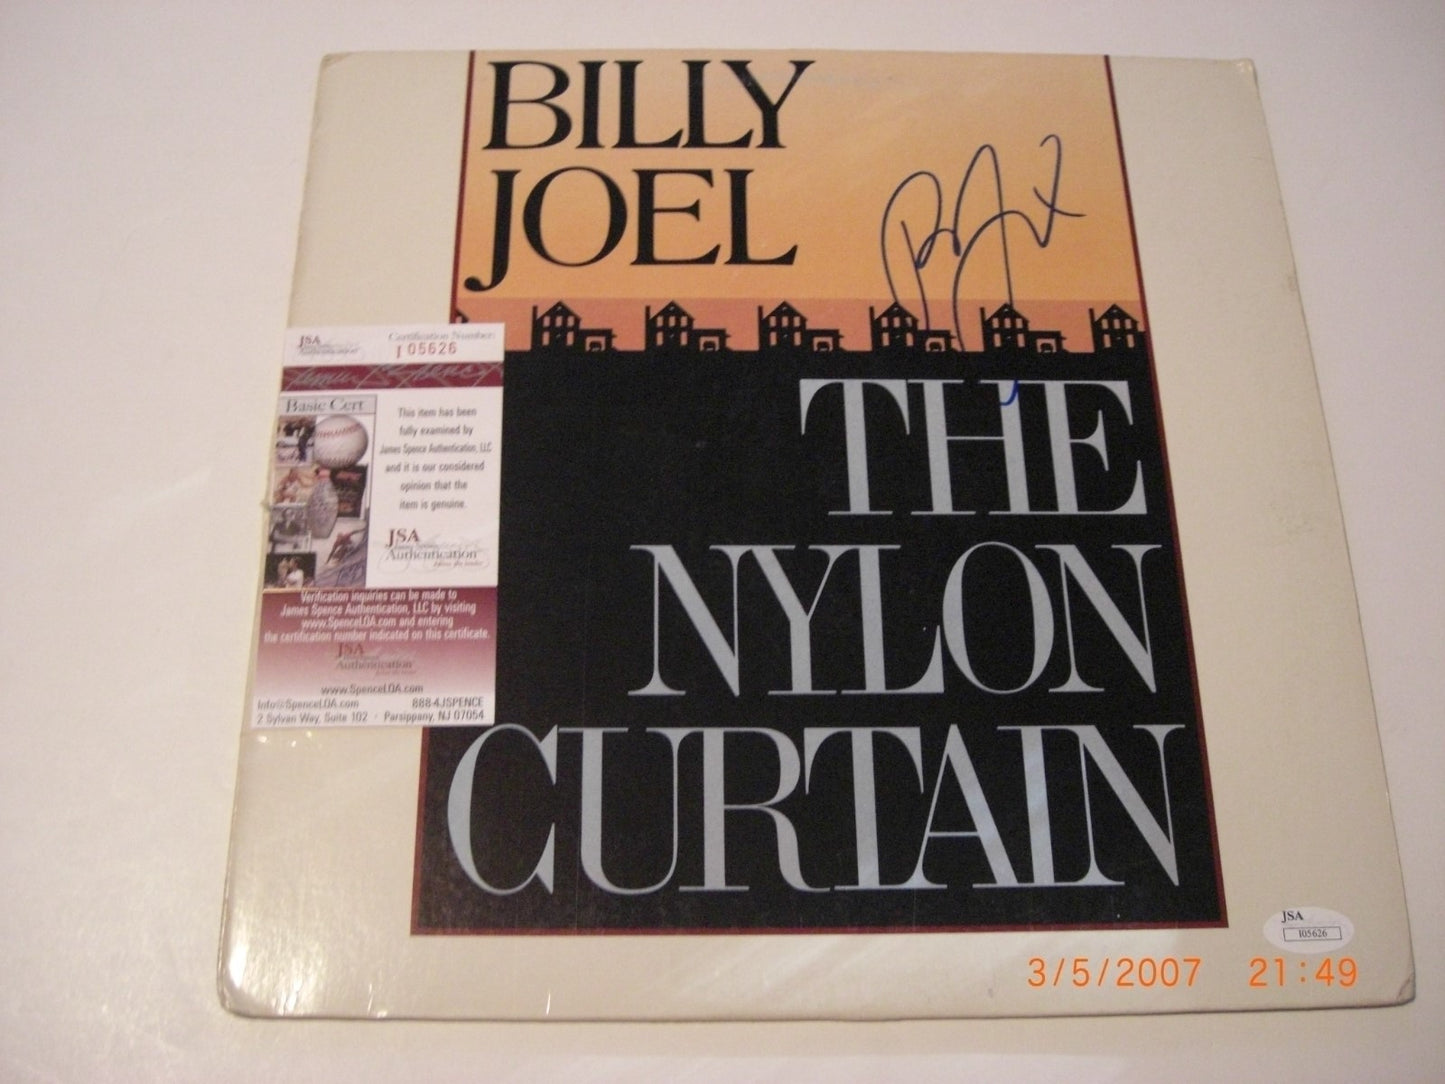 BILLY
JOEL
THE
NYLON
CURTAIN
JSA
Certification Number:
I 05626
Basic Cert
This item has been
fully examined by
James Spence Authentication, LLC
and it is our considered
opinion that the
item is genuine.
JSA
Authentication
Verification inquiries can be made to
James Spence Authentication, LLC by visiting
www.SpenceLOA.com and entering
the certification number indicated on this certificate.
JSA
Authentication
www.SpenceLOA.com
Info@SpenceLOA.com 888-4JSPENCE
2 Sylvan Way, Suite 102 · Parsippany, NJ 07054
JSA
I05626
3/5/2007 21:49